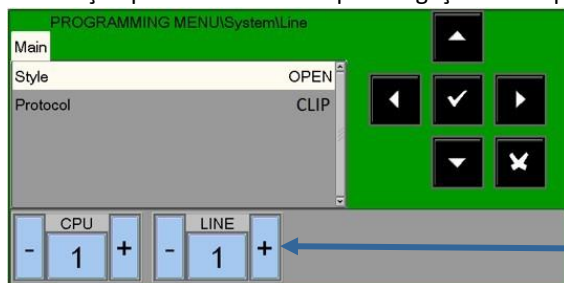 PROGRAMMING MENU\System\Line
Main
Style OPEN
Protocol CLIP
CPU LINE
- 1 + - 1 +